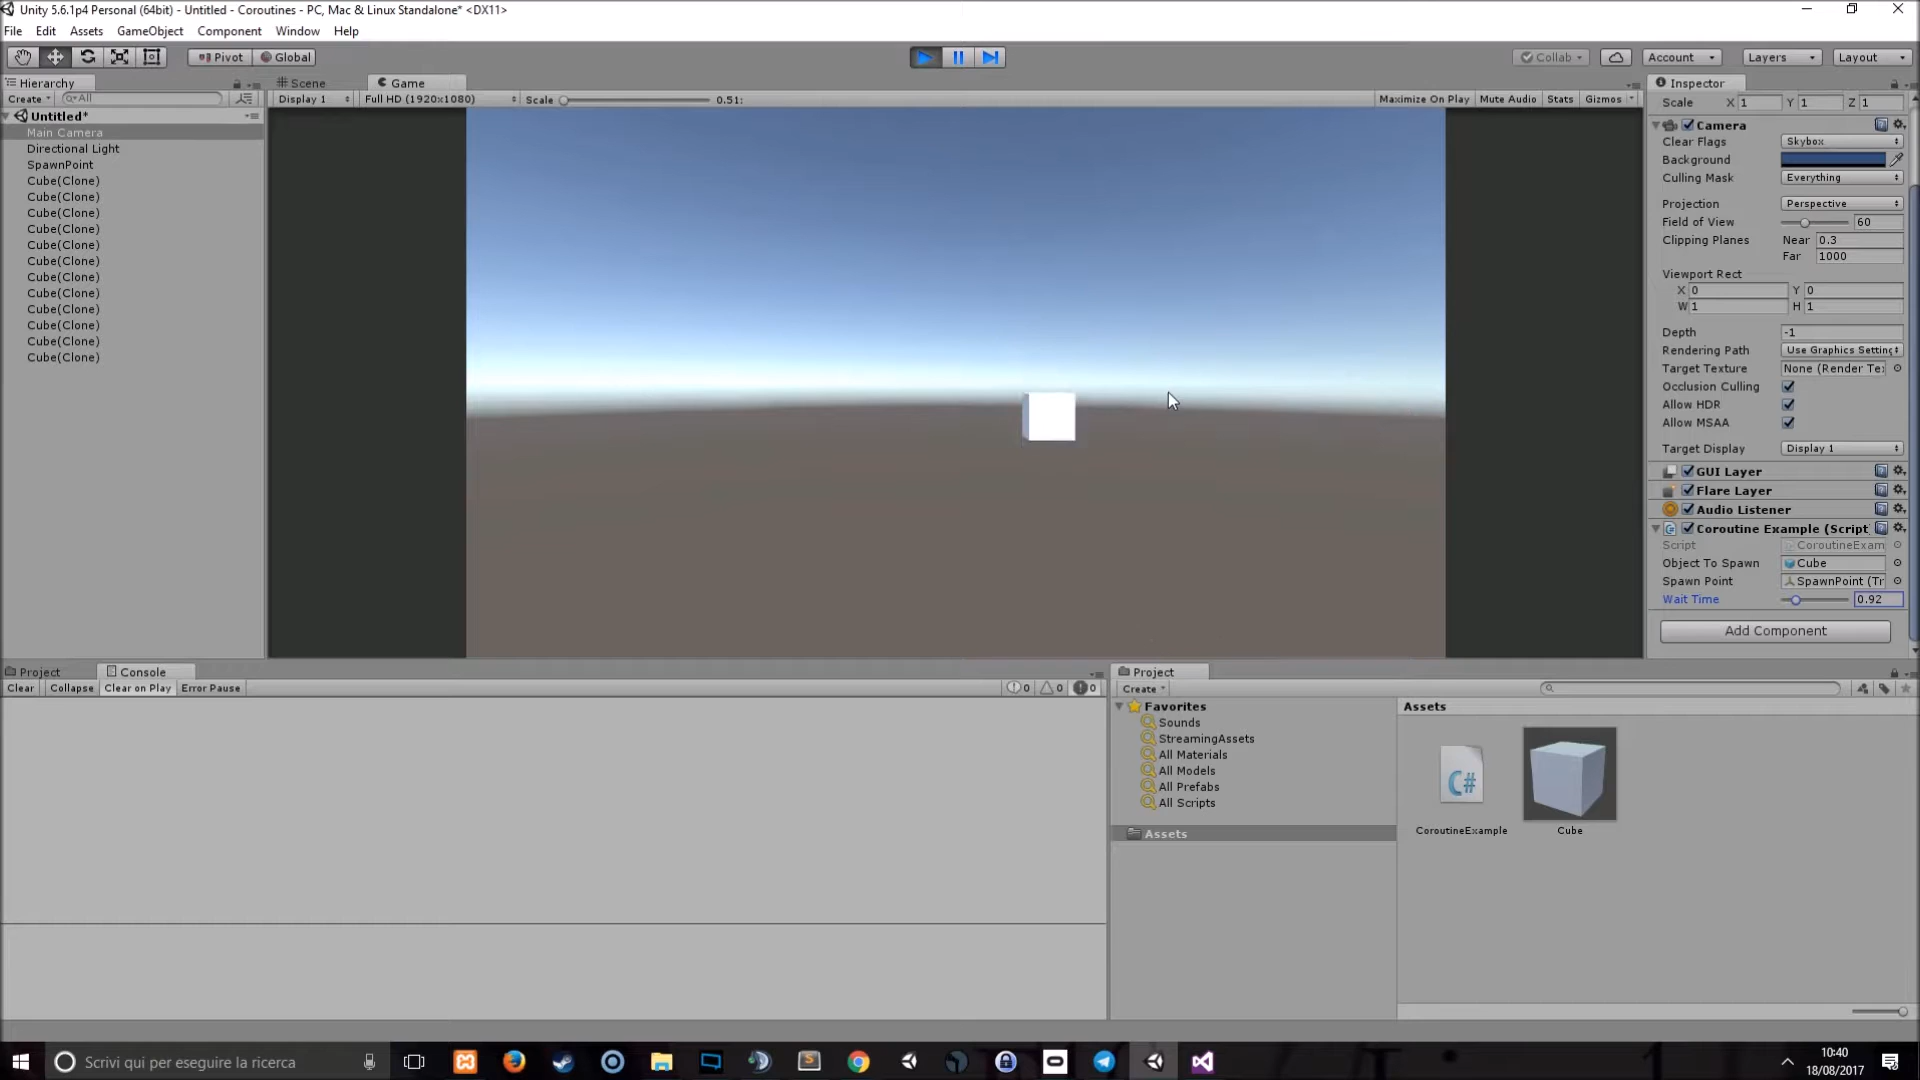 Unity 5.6.1p4 Personal (64bit) - Untitled - Coroutines - PC, Mac & Linux Standalone* <DX11>
File Edit Assets GameObject Component Window Help
Pivot Global Collab Account Layers Layout
Hierarchy
Create All
Untitled*
Main Camera
Directional Light
SpawnPoint
Cube(Clone)
Cube(Clone)
Cube(Clone)
Cube(Clone)
Cube(Clone)
Cube(Clone)
Cube(Clone)
Cube(Clone)
Cube(Clone)
Cube(Clone)
Cube(Clone)
Cube(Clone)
Scene Game
Display 1 Full HD (1920x1080) Scale 0.51: Maximize On Play Mute Audio Stats Gizmos
Inspector
Scale X 1 Y 1 Z 1
Camera
Clear Flags Skybox
Background
Culling Mask Everything
Projection Perspective
Field of View 60
Clipping Planes Near 0.3
Far 1000
Viewport Rect
X 0 Y 0
W 1 H 1
Depth -1
Rendering Path Use Graphics Setting
Target Texture None (Render Te:
Occlusion Culling
Allow HDR
Allow MSAA
Target Display Display 1
GUI Layer
Flare Layer
Audio Listener
Coroutine Example (Script
Script CoroutineExam
Object To Spawn Cube
Spawn Point SpawnPoint (Tr
Wait Time 0.92
Add Component
Project Console
Clear Collapse Clear on Play Error Pause 0 0 0
Project
Create
Favorites
Sounds
StreamingAssets
All Materials
All Models
All Prefabs
All Scripts
Assets
Assets
C#
CoroutineExample Cube
Scrivi qui per eseguire la ricerca
10:40
18/08/2017